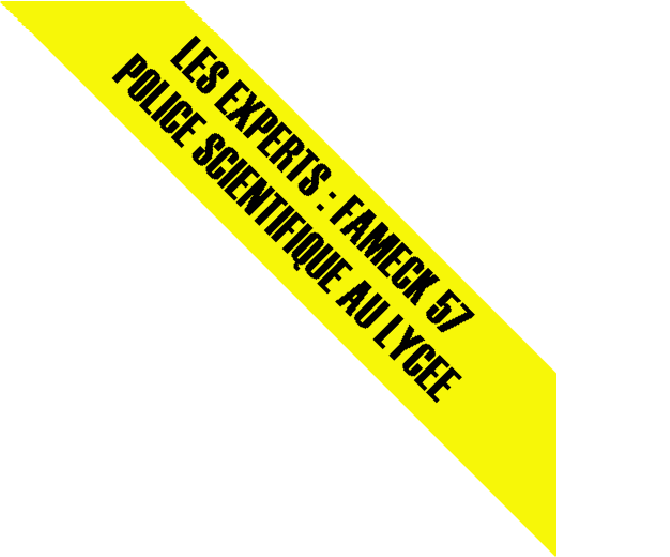 LES EXPERTS : FAMECK 57
POLICE SCIENTIFIQUE AU LYCEE